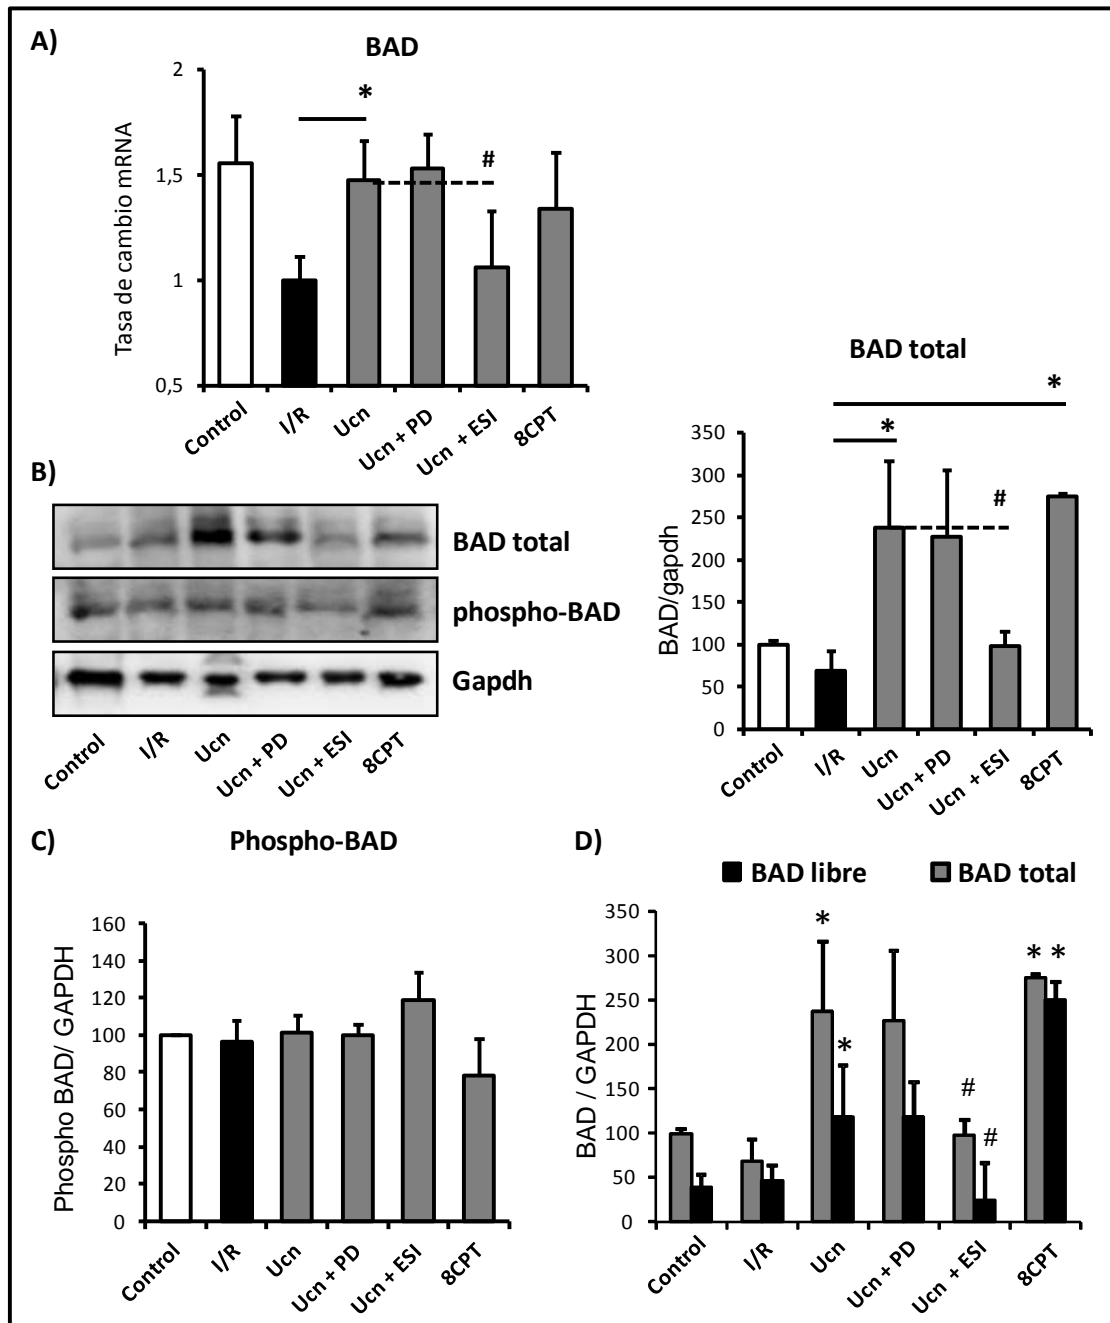 A)
BAD
Tasa de cambio mRNA
2
1,5
1
0,5
*
#
Control
I/R
Ucn
Ucn + PD
Ucn + ESI
8CPT
B)
BAD total
phospho-BAD
Gapdh
Control
I/R
Ucn
Ucn + PD
Ucn + ESI
8CPT
BAD total
BAD/gapdh
350
300
250
200
150
100
50
0
*
*
#
Control
I/R
Ucn
Ucn + PD
Ucn + ESI
8CPT
C)
Phospho-BAD
Phospho BAD/ GAPDH
160
140
120
100
80
60
40
20
0
Control
I/R
Ucn
Ucn + PD
Ucn + ESI
8CPT
D)
BAD libre
BAD total
BAD / GAPDH
350
300
250
200
150
100
50
0
*
*
#
#
* *
Control
I/R
Ucn
Ucn + PD
Ucn + ESI
8CPT